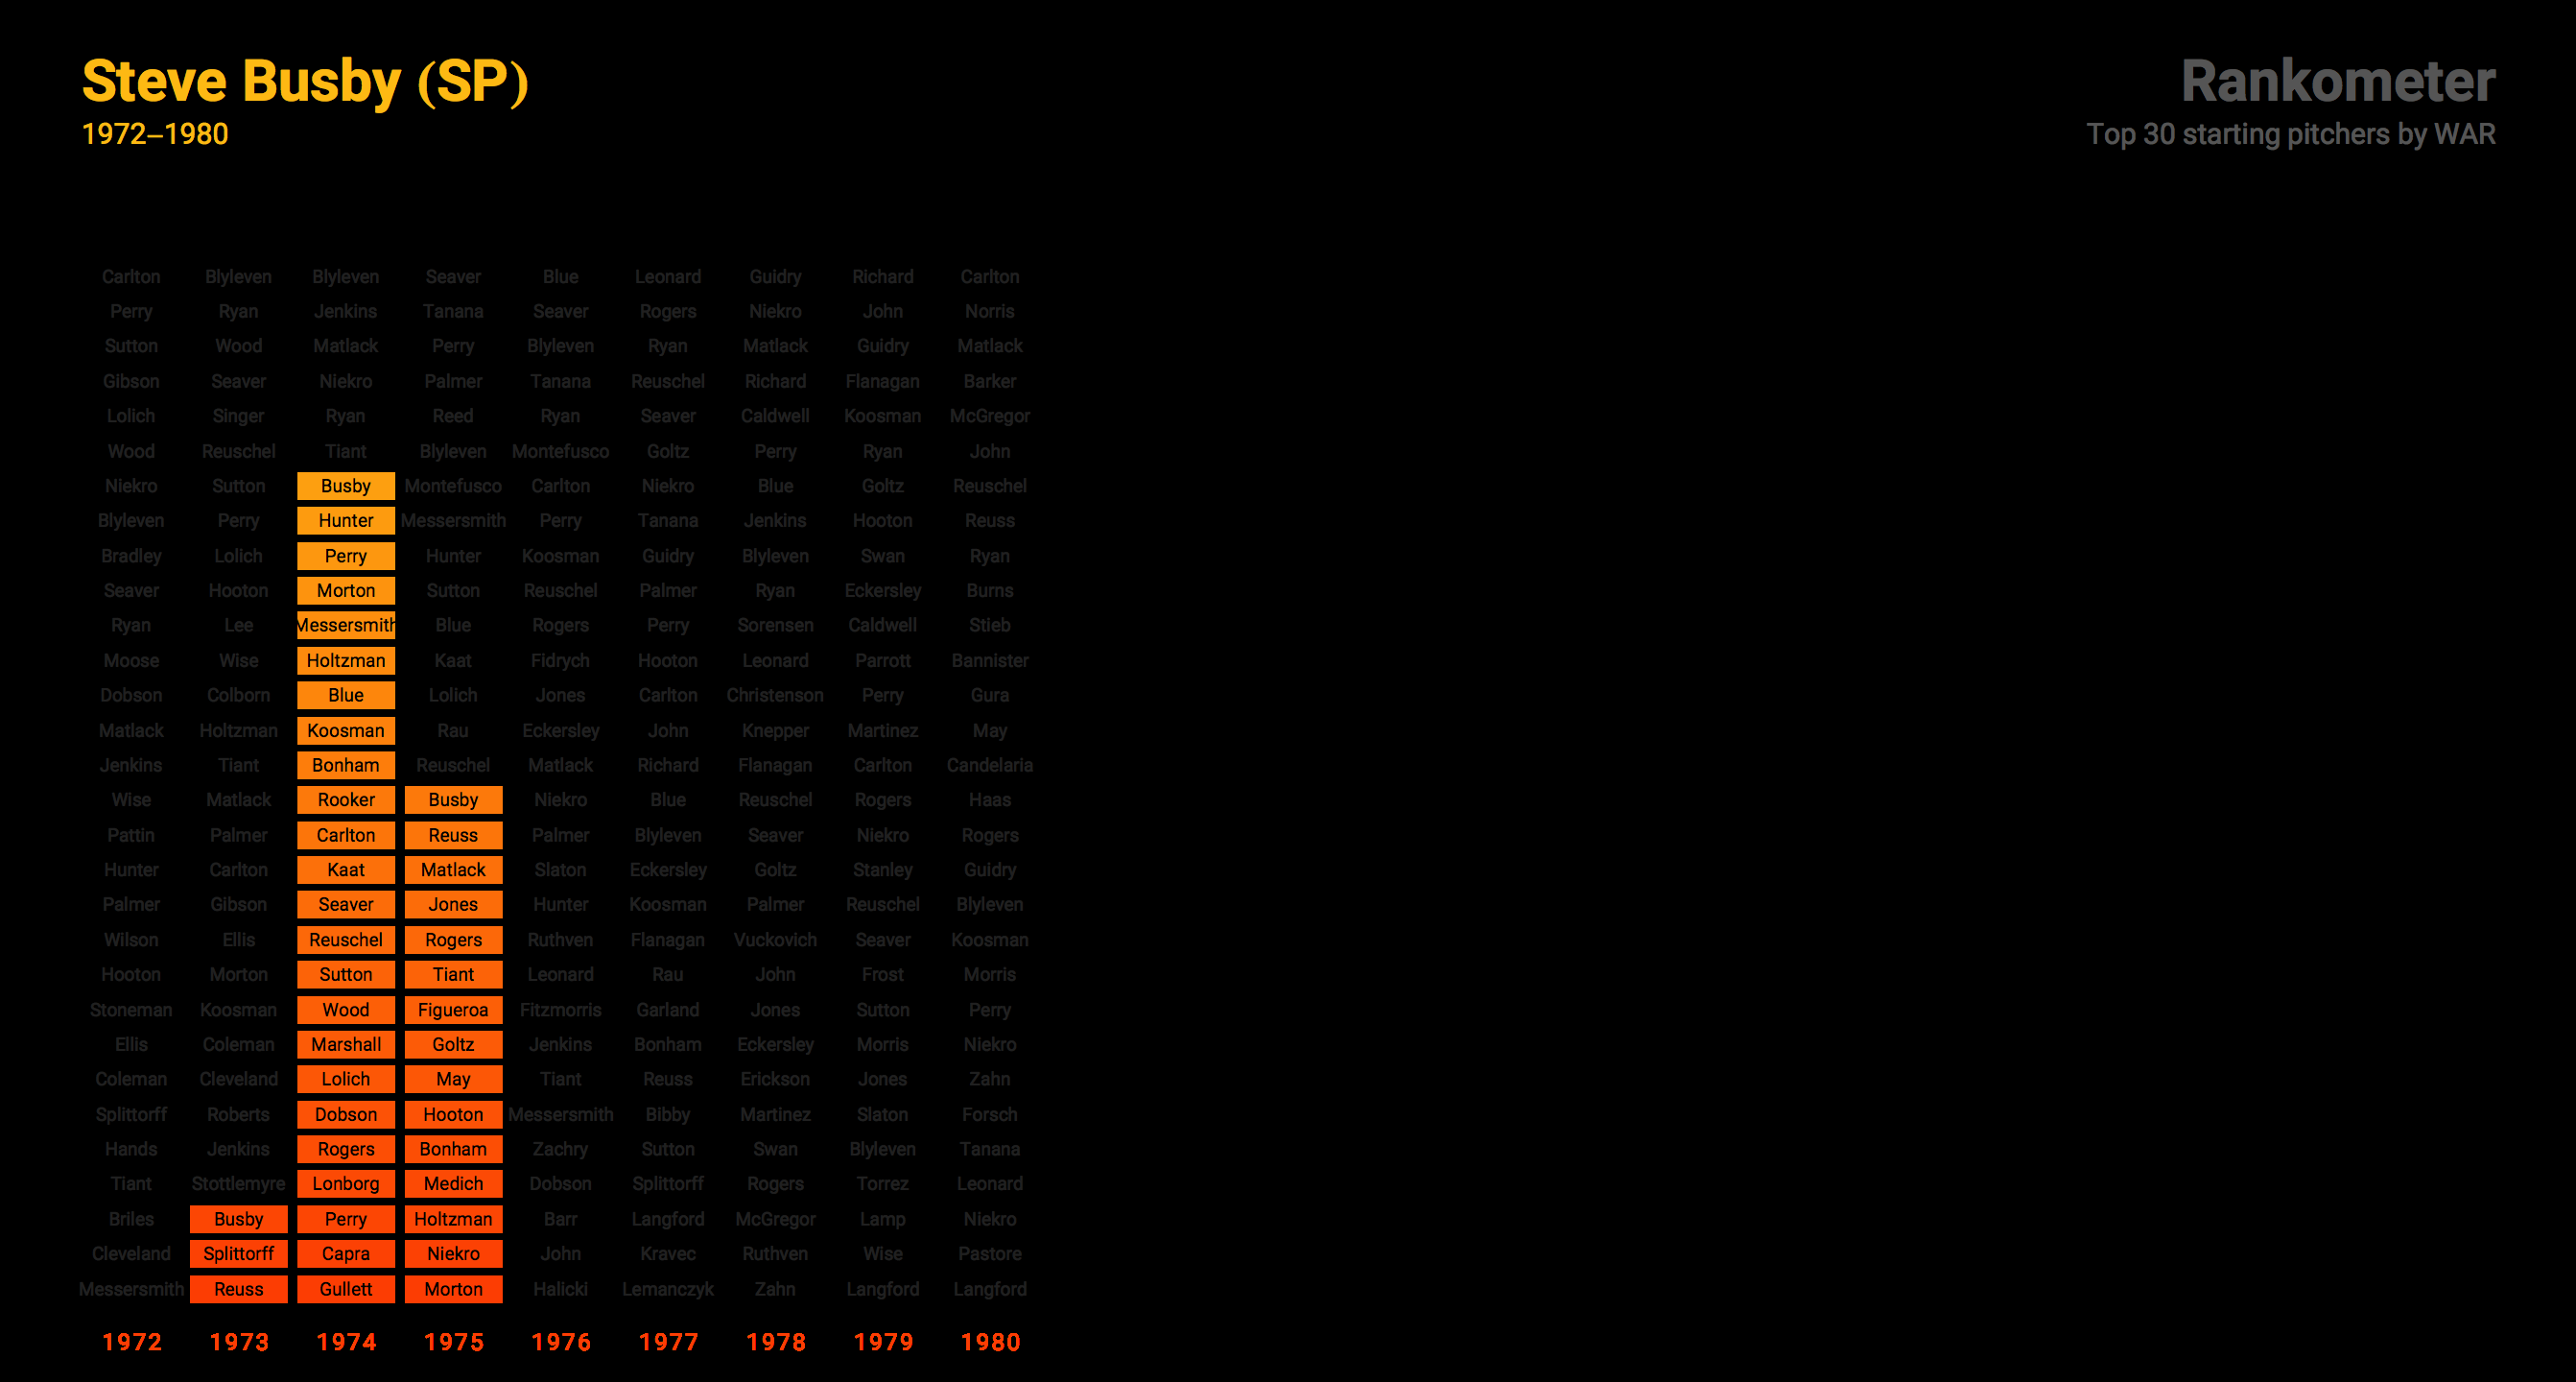 Steve Busby (SP)
1972–1980
Rankometer
Top 30 starting pitchers by WAR
Carlton Blyleven Blyleven Seaver Blue Leonard Guidry Richard Carlton
Perry Ryan Jenkins Tanana Seaver Rogers Niekro John Norris
Sutton Wood Matlack Perry Blyleven Ryan Matlack Guidry Matlack
Gibson Seaver Niekro Palmer Tanana Reuschel Richard Flanagan Barker
Lolich Singer Ryan Reed Ryan Seaver Caldwell Koosman McGregor
Wood Reuschel Tiant Blyleven Montefusco Goltz Perry Ryan John
Niekro Sutton Busby Montefusco Carlton Niekro Blue Goltz Reuschel
Blyleven Perry Hunter Messersmith Perry Tanana Jenkins Hooton Reuss
Bradley Lolich Perry Hunter Koosman Guidry Blyleven Swan Ryan
Seaver Hooton Morton Sutton Reuschel Palmer Ryan Eckersley Burns
Ryan Lee Messersmith Blue Rogers Perry Sorensen Caldwell Stieb
Moose Wise Holtzman Kaat Fidrych Hooton Leonard Parrott Bannister
Dobson Colborn Blue Lolich Jones Carlton Christenson Perry Gura
Matlack Holtzman Koosman Rau Eckersley John Knepper Martinez May
Jenkins Tiant Bonham Reuschel Matlack Richard Flanagan Carlton Candelaria
Wise Matlack Rooker Busby Niekro Blue Reuschel Rogers Haas
Pattin Palmer Carlton Reuss Palmer Blyleven Seaver Niekro Rogers
Hunter Carlton Kaat Matlack Slaton Eckersley Goltz Stanley Guidry
Palmer Gibson Seaver Jones Hunter Koosman Palmer Reuschel Blyleven
Wilson Ellis Reuschel Rogers Ruthven Flanagan Vuckovich Seaver Koosman
Hooton Morton Sutton Tiant Leonard Rau John Frost Morris
Stoneman Koosman Wood Figueroa Fitzmorris Garland Jones Sutton Perry
Ellis Coleman Marshall Goltz Jenkins Bonham Eckersley Morris Niekro
Coleman Cleveland Lolich May Tiant Reuss Erickson Jones Zahn
Splittorff Roberts Dobson Hooton Messersmith Bibby Martinez Slaton Forsch
Hands Jenkins Rogers Bonham Zachry Sutton Swan Blyleven Tanana
Tiant Stottlemyre Lonborg Medich Dobson Splittorff Rogers Torrez Leonard
Briles Busby Perry Holtzman Barr Langford McGregor Lamp Niekro
Cleveland Splittorff Capra Niekro John Kravec Ruthven Wise Pastore
Messersmith Reuss Gullett Morton Halicki Lemanczyk Zahn Langford Langford
1972 1973 1974 1975 1976 1977 1978 1979 1980